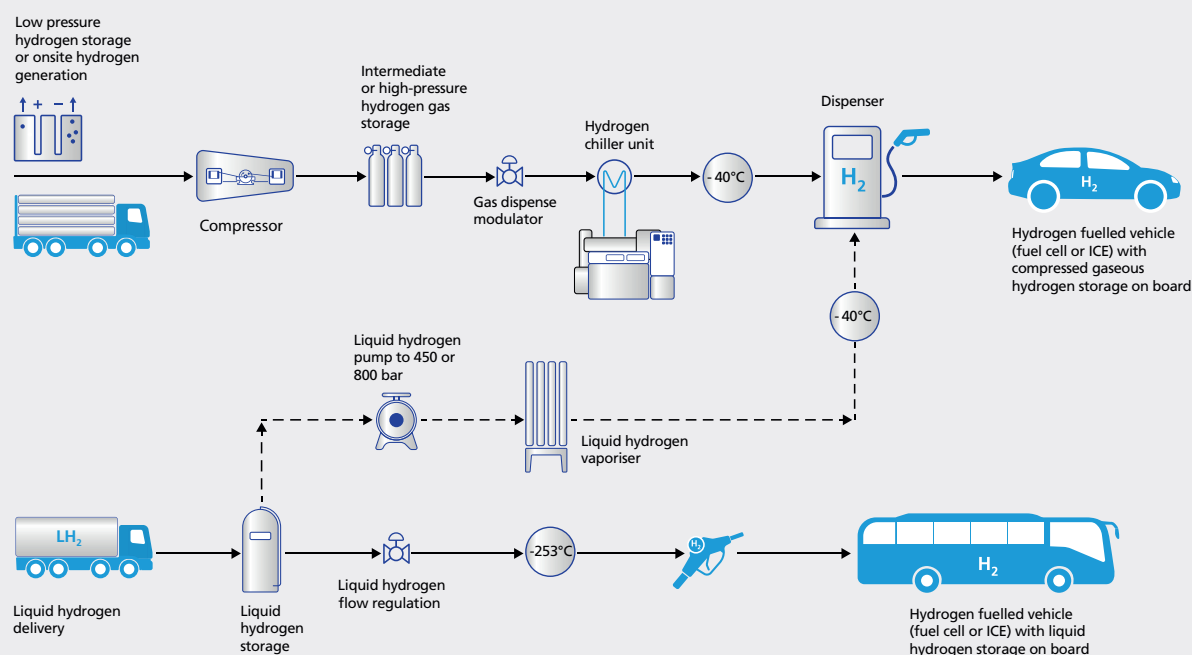 Low pressure
hydrogen storage
or onsite hydrogen
generation
+ -
Compressor
Intermediate
or high-pressure
hydrogen gas
storage
Gas dispense
modulator
Hydrogen
chiller unit
- 40°C
Dispenser
H2
H2
Hydrogen fuelled vehicle
(fuel cell or ICE) with
compressed gaseous
hydrogen storage on board
- 40°C
Liquid hydrogen
pump to 450 or
800 bar
Liquid hydrogen
vaporiser
LH2
Liquid hydrogen
delivery
Liquid
hydrogen
storage
Liquid hydrogen
flow regulation
-253°C
H2
H2
Hydrogen fuelled vehicle
(fuel cell or ICE) with liquid
hydrogen storage on board